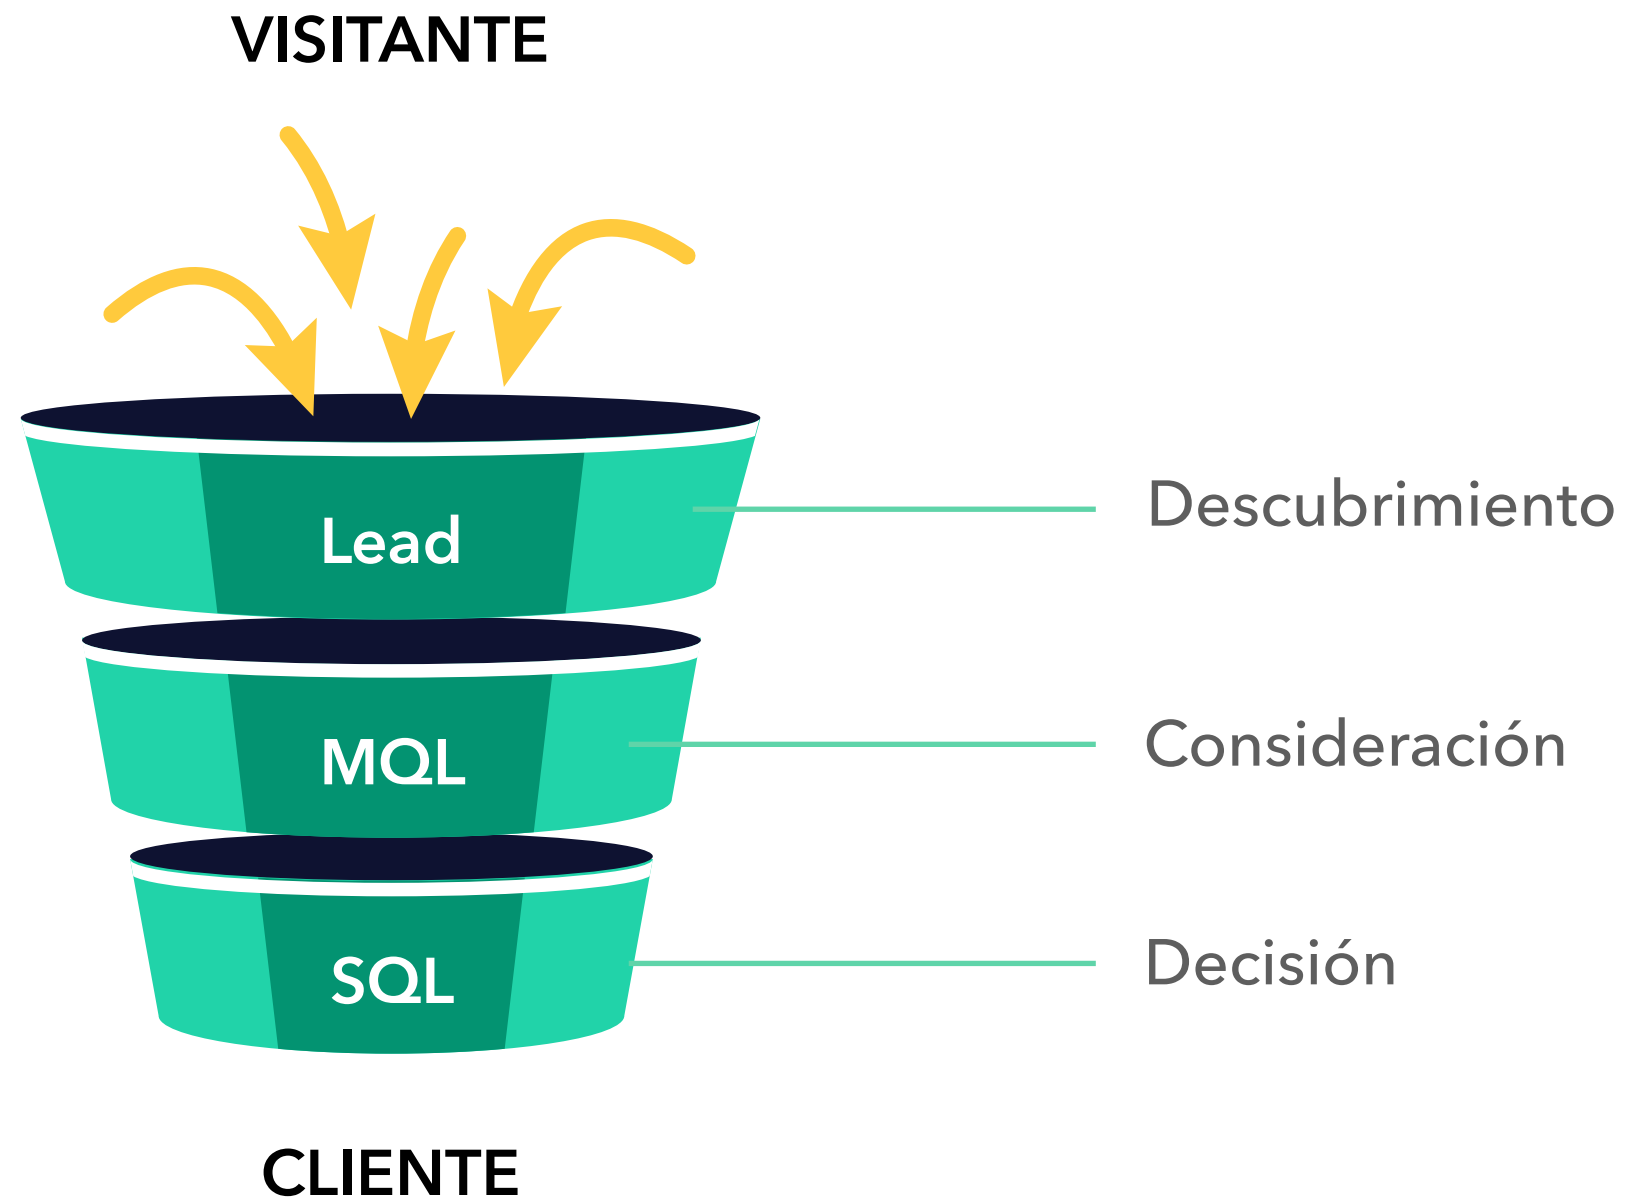 VISITANTE
Lead
Descubrimiento
MQL
Consideración
SQL
Decisión
CLIENTE